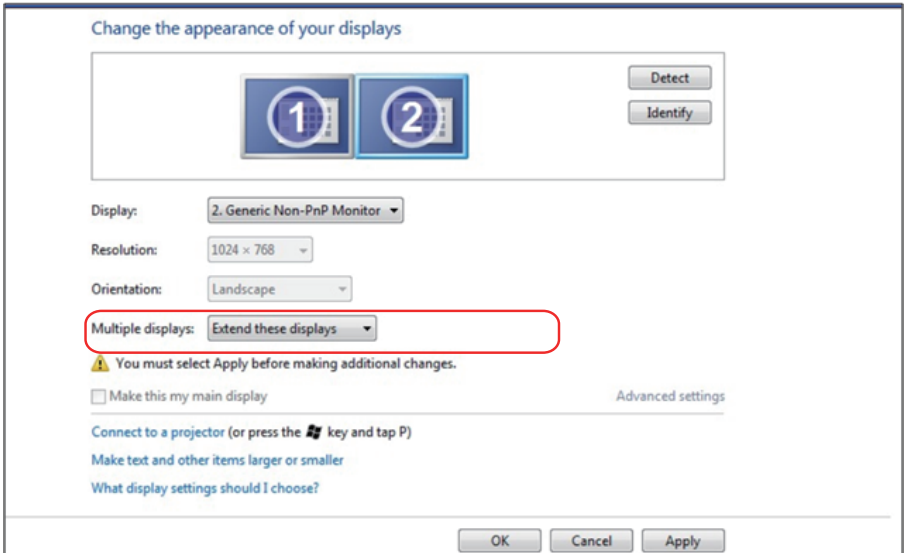 Change the appearance of your displays
1 2
Detect
Identify
Display: 2. Generic Non-PnP Monitor
Resolution: 1024 × 768
Orientation: Landscape
Multiple displays: Extend these displays
You must select Apply before making additional changes.
Make this my main display Advanced settings
Connect to a projector (or press the key and tap P)
Make text and other items larger or smaller
What display settings should I choose?
OK Cancel Apply